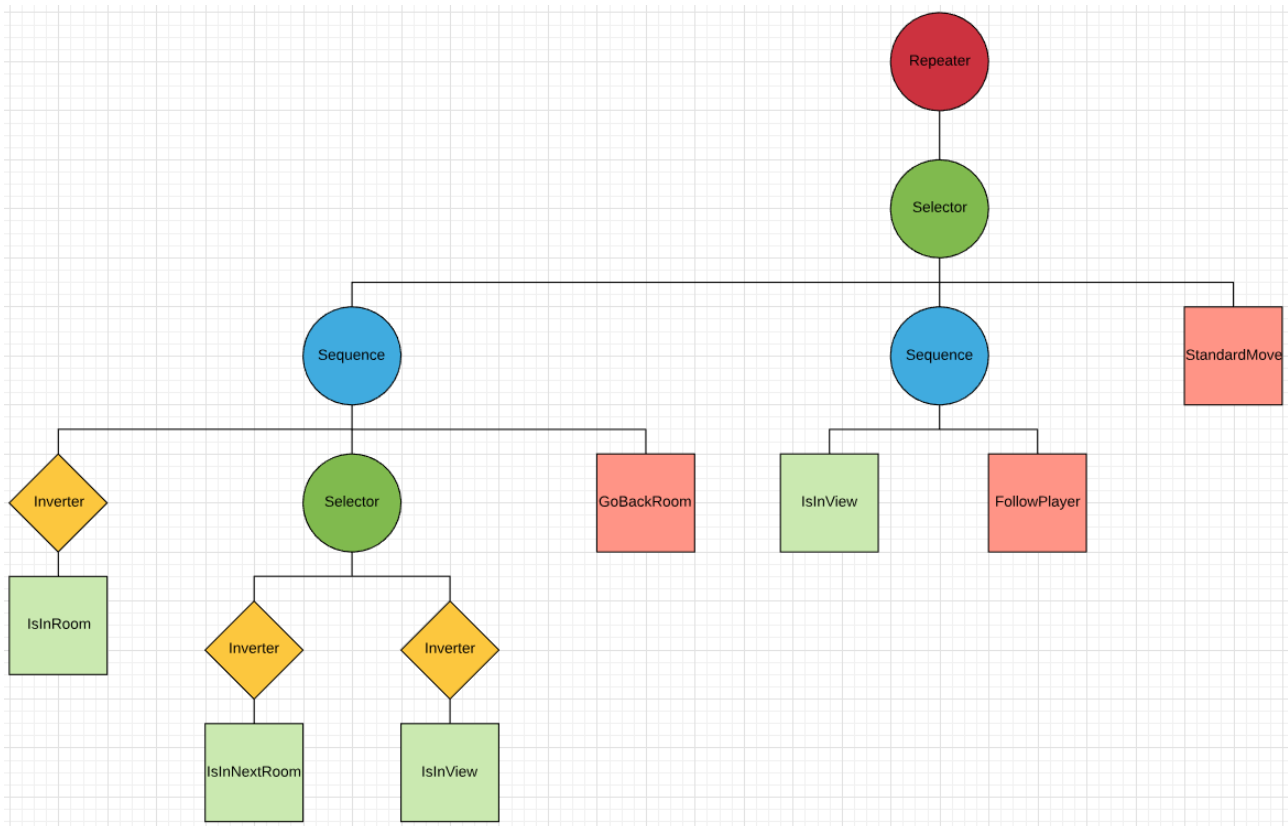 Repeater
Selector
Sequence
Sequence
StandardMove
Inverter
Selector
GoBackRoom
IsInView
FollowPlayer
IsInRoom
Inverter
Inverter
IsInNextRoom
IsInView